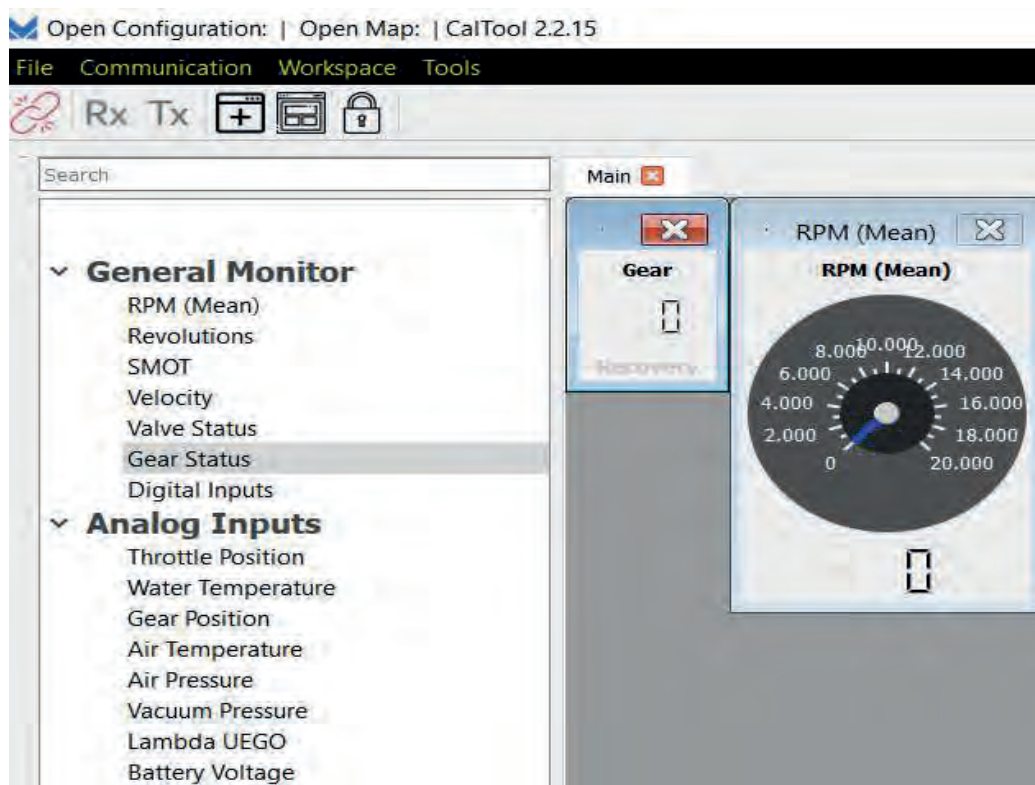 Open Configuration: | Open Map: | CalTool 2.2.15
File Communication Workspace Tools
Rx Tx
Search
General Monitor
RPM (Mean)
Revolutions
SMOT
Velocity
Valve Status
Gear Status
Digital Inputs
Analog Inputs
Throttle Position
Water Temperature
Gear Position
Air Temperature
Air Pressure
Vacuum Pressure
Lambda UEGO
Battery Voltage
Main
Gear
0
Recovery
RPM (Mean)
RPM (Mean)
0
2.000
4.000
6.000
8.000
10.000
12.000
14.000
16.000
18.000
20.000
0